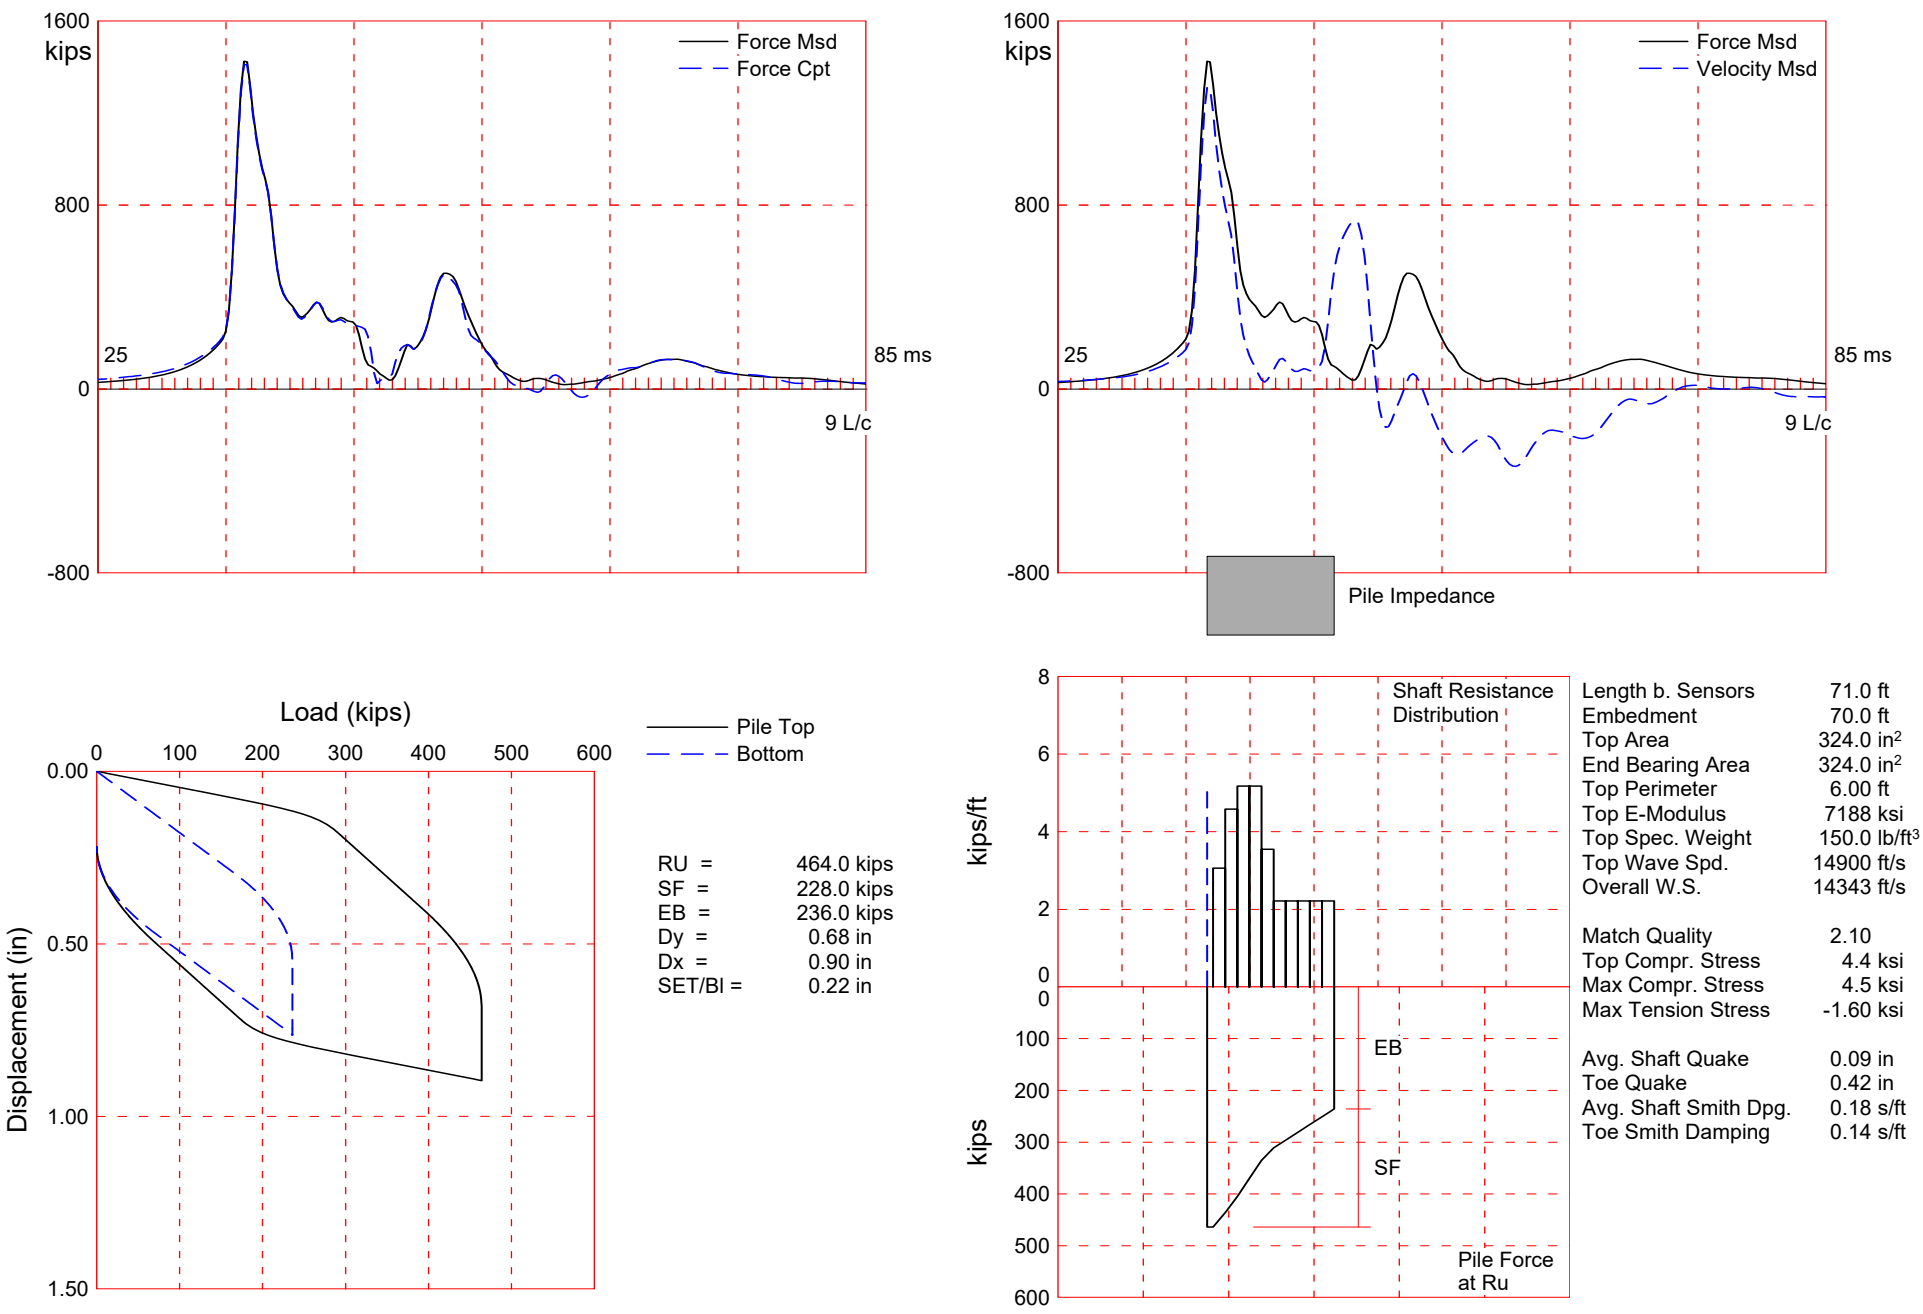 1600
kips
800
0
-800
25
85 ms
9 L/c
Force Msd
Force Cpt
1600
kips
800
0
-800
25
85 ms
9 L/c
Force Msd
Velocity Msd
Pile Impedance
Load (kips)
0 100 200 300 400 500 600
0.00
0.50
1.00
1.50
Displacement (in)
Pile Top
Bottom
RU = 464.0 kips
SF = 228.0 kips
EB = 236.0 kips
Dy = 0.68 in
Dx = 0.90 in
SET/Bl = 0.22 in
8
6
4
2
0
kips/ft
Shaft Resistance
Distribution
0
100
200
300
400
500
600
kips
EB
SF
Pile Force
at Ru
Length b. Sensors 71.0 ft
Embedment 70.0 ft
Top Area 324.0 in²
End Bearing Area 324.0 in²
Top Perimeter 6.00 ft
Top E-Modulus 7188 ksi
Top Spec. Weight 150.0 lb/ft³
Top Wave Spd. 14900 ft/s
Overall W.S. 14343 ft/s
Match Quality 2.10
Top Compr. Stress 4.4 ksi
Max Compr. Stress 4.5 ksi
Max Tension Stress -1.60 ksi
Avg. Shaft Quake 0.09 in
Toe Quake 0.42 in
Avg. Shaft Smith Dpg. 0.18 s/ft
Toe Smith Damping 0.14 s/ft